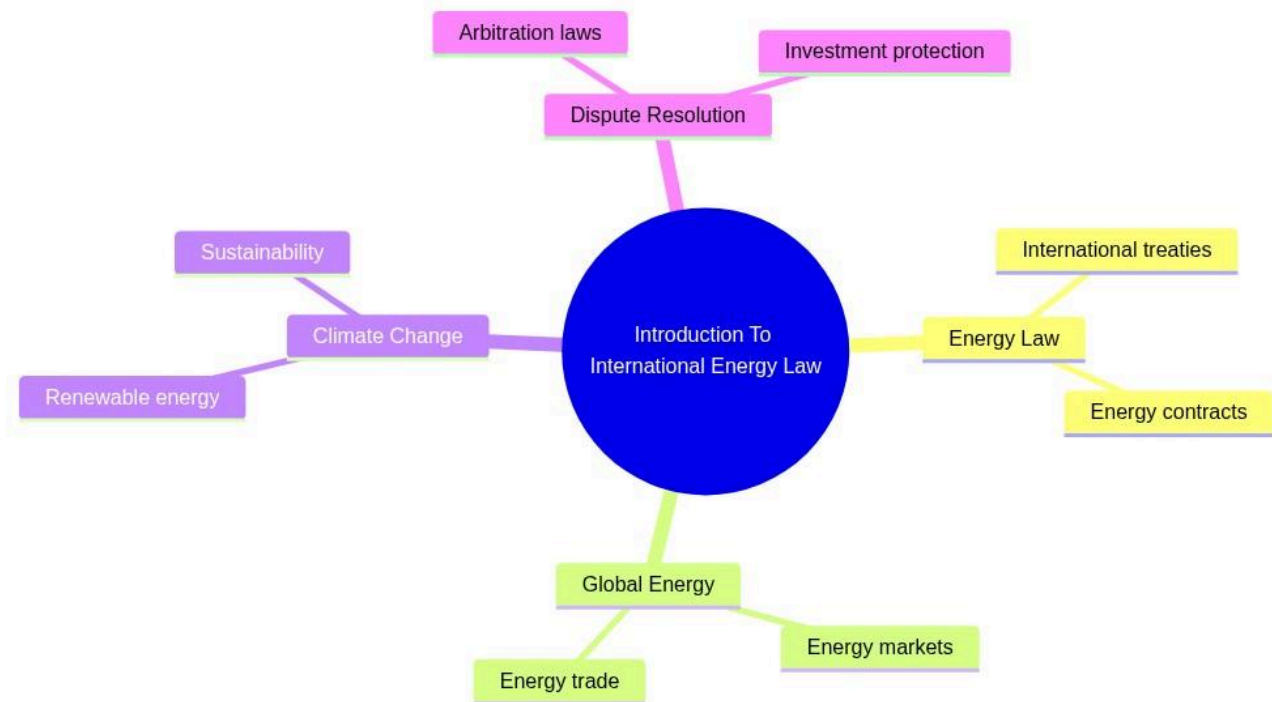 Arbitration laws
Investment protection
Dispute Resolution
Sustainability
International treaties
Climate Change
Introduction To
International Energy Law
Energy Law
Renewable energy
Energy contracts
Global Energy
Energy markets
Energy trade